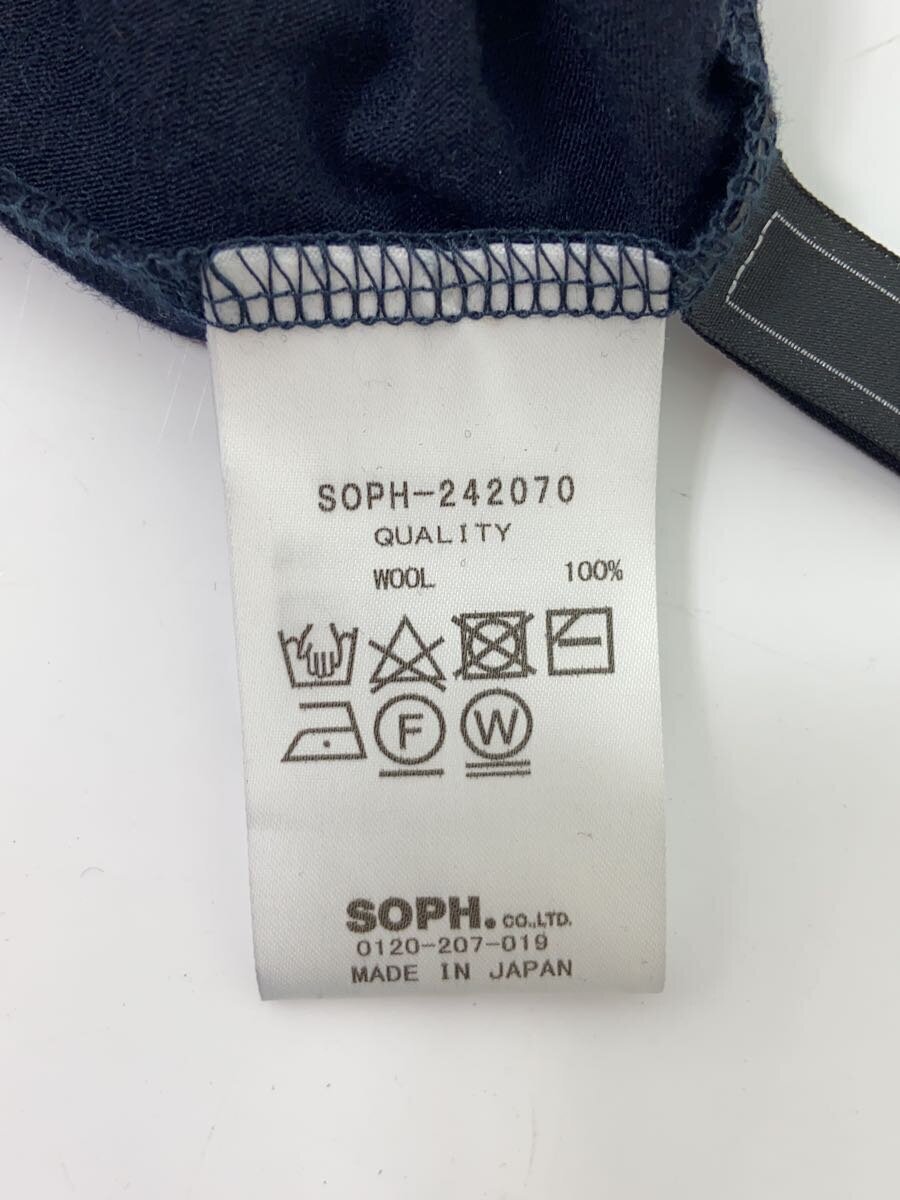 SOPH-242070
QUALITY
WOOL 100%
F W
SOPH. CO.,LTD.
0120-207-019
MADE IN JAPAN